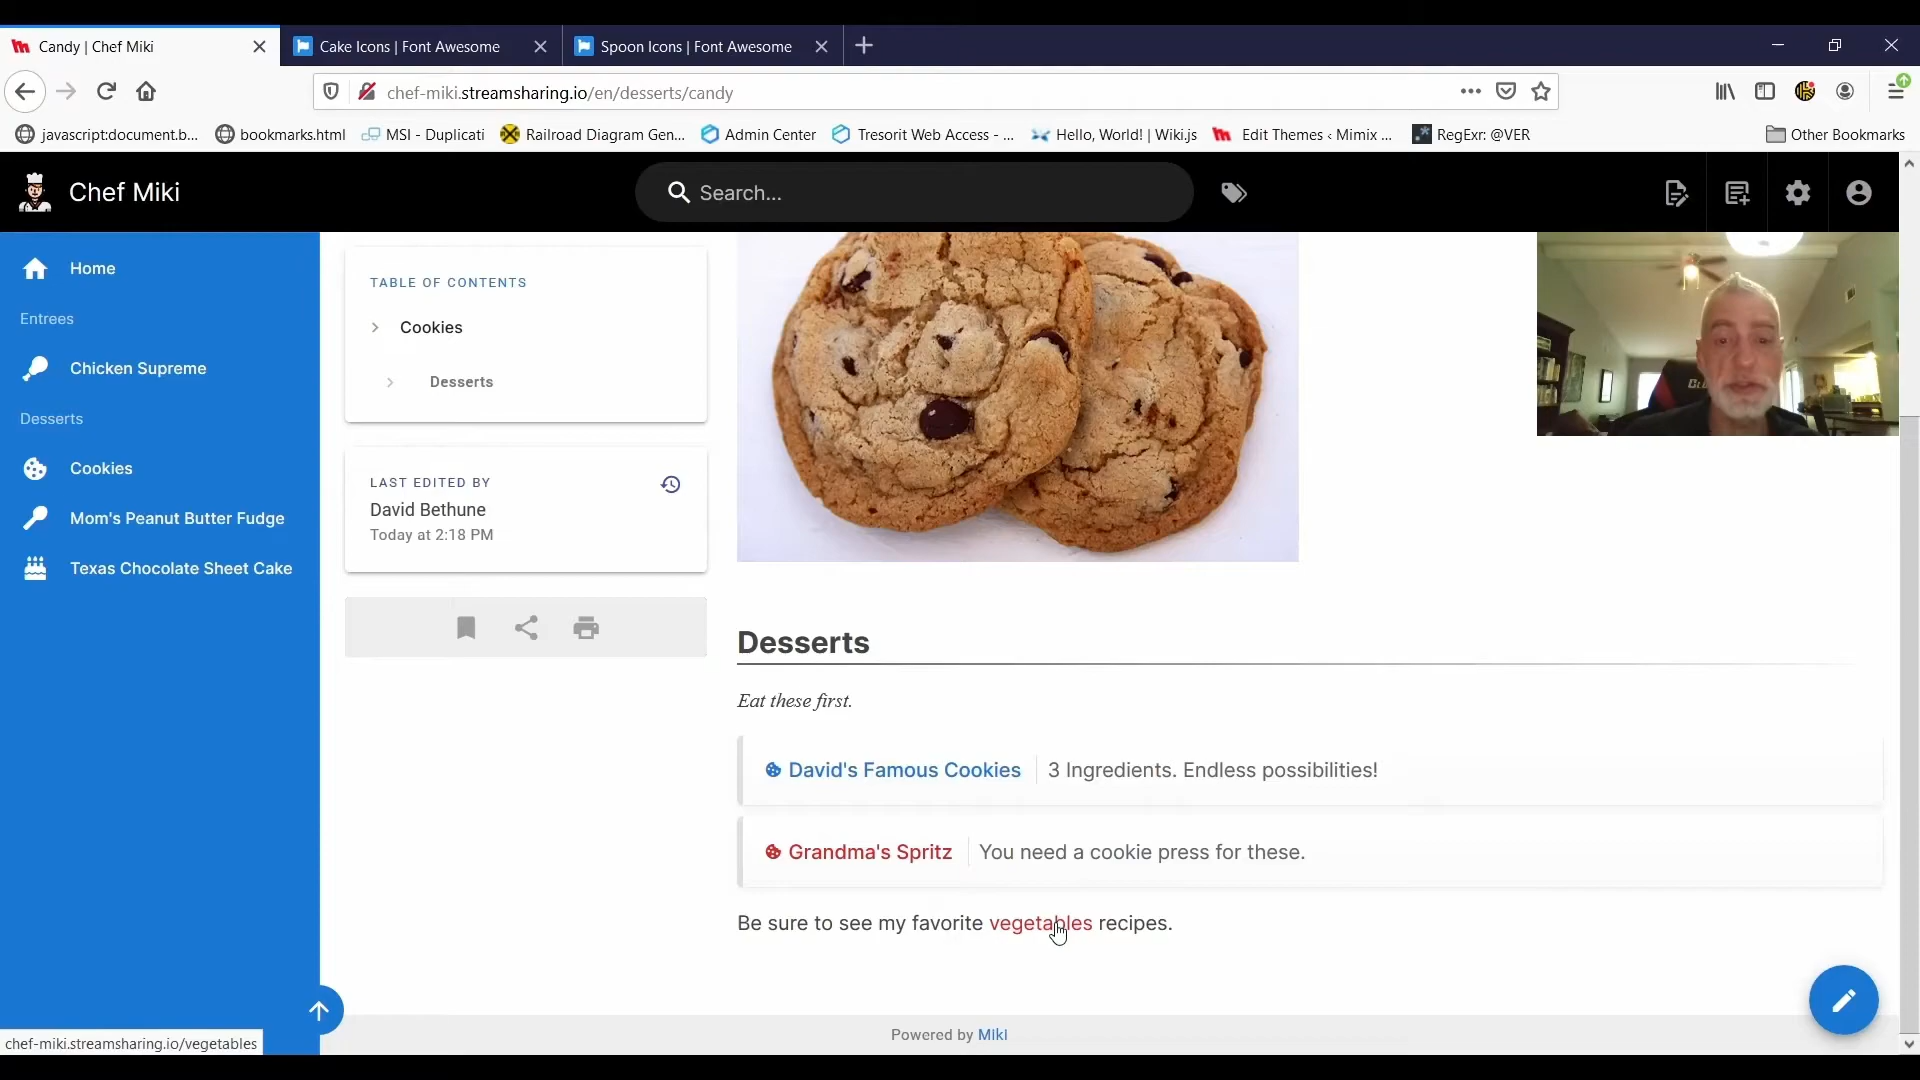 Candy | Chef Miki
Cake Icons | Font Awesome
Spoon Icons | Font Awesome
chef-miki.streamsharing.io/en/desserts/candy
javascript:document.b...
bookmarks.html
MSI - Duplicati
Railroad Diagram Gen...
Admin Center
Tresorit Web Access - ...
Hello, World! | Wiki.js
Edit Themes ‹ Mimix ...
RegExr: @VER
Other Bookmarks
Chef Miki
Search...
Home
Entrees
Chicken Supreme
Desserts
Cookies
Mom's Peanut Butter Fudge
Texas Chocolate Sheet Cake
TABLE OF CONTENTS
Cookies
Desserts
LAST EDITED BY
David Bethune
Today at 2:18 PM
Desserts
Eat these first.
David's Famous Cookies
3 Ingredients. Endless possibilities!
Grandma's Spritz
You need a cookie press for these.
Be sure to see my favorite vegetables recipes.
Powered by MIki
chef-miki.streamsharing.io/vegetables